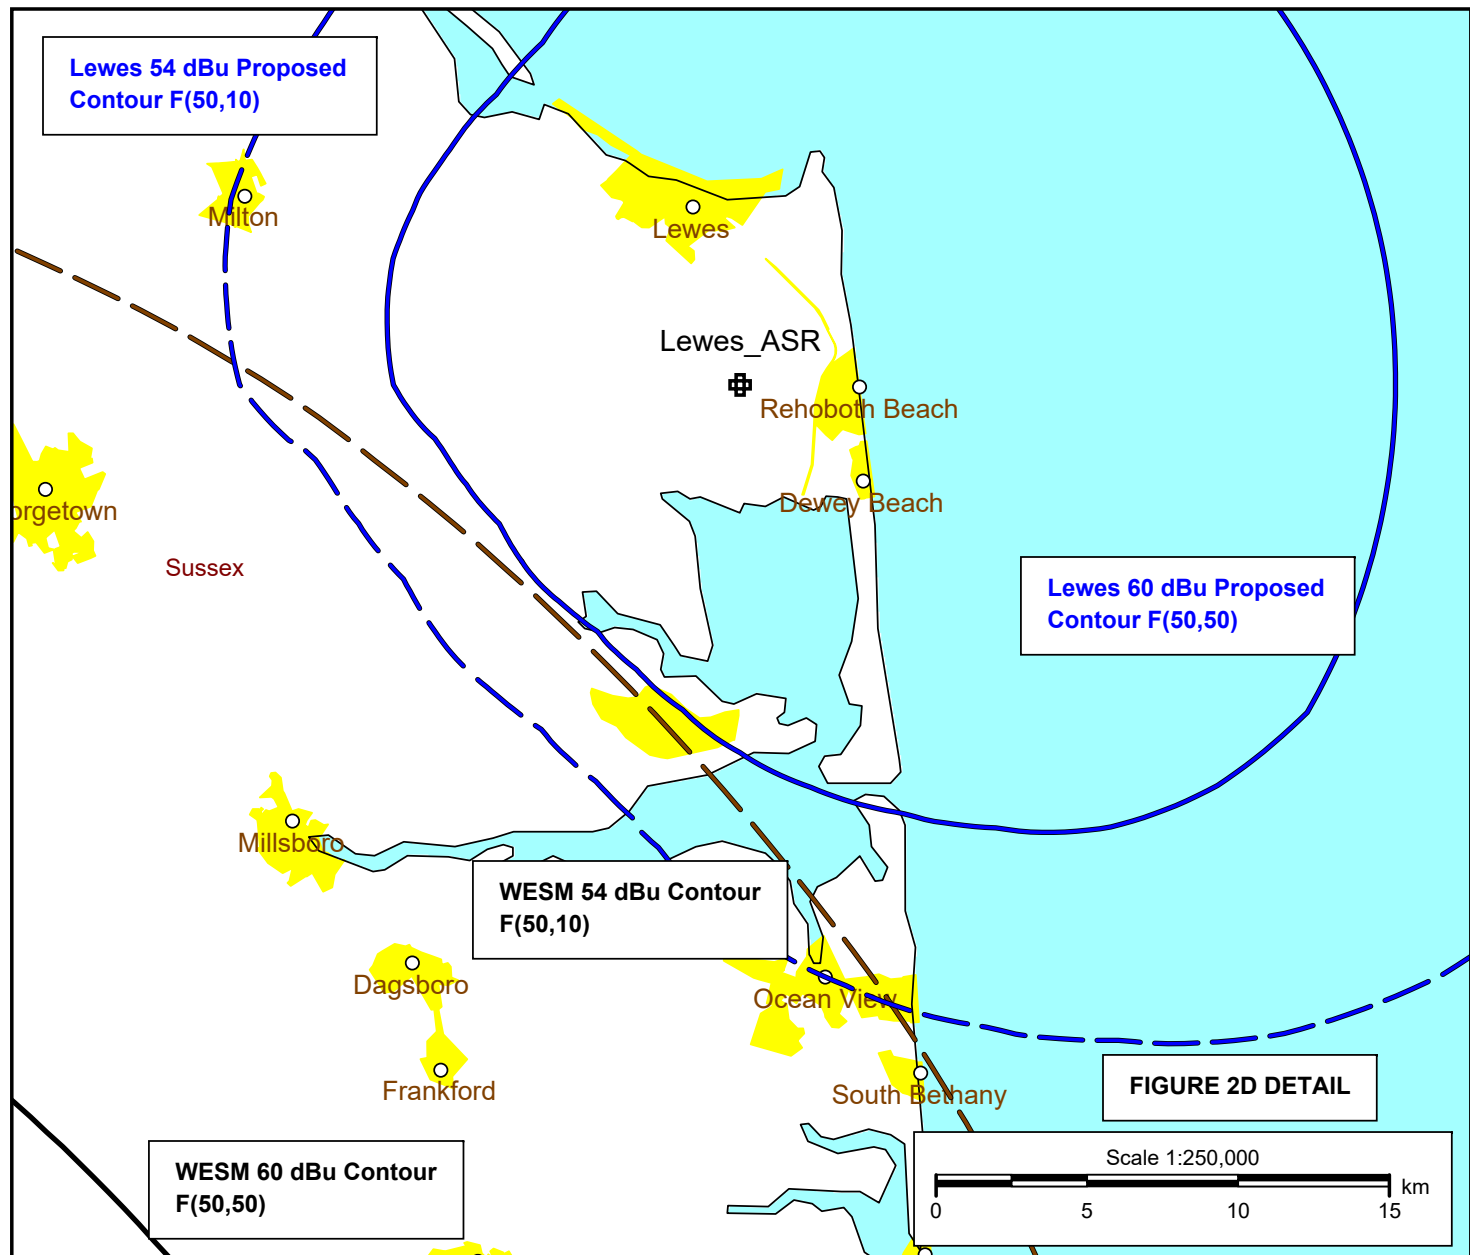 Lewes 54 dBu Proposed
Contour F(50,10)
Milton
Lewes
Lewes_ASR
Rehoboth Beach
Dewey Beach
orgetown
Sussex
Lewes 60 dBu Proposed
Contour F(50,50)
Millsboro
WESM 54 dBu Contour
F(50,10)
Dagsboro
Ocean View
Frankford
South Bethany
FIGURE 2D DETAIL
WESM 60 dBu Contour
F(50,50)
Scale 1:250,000
km
0 5 10 15